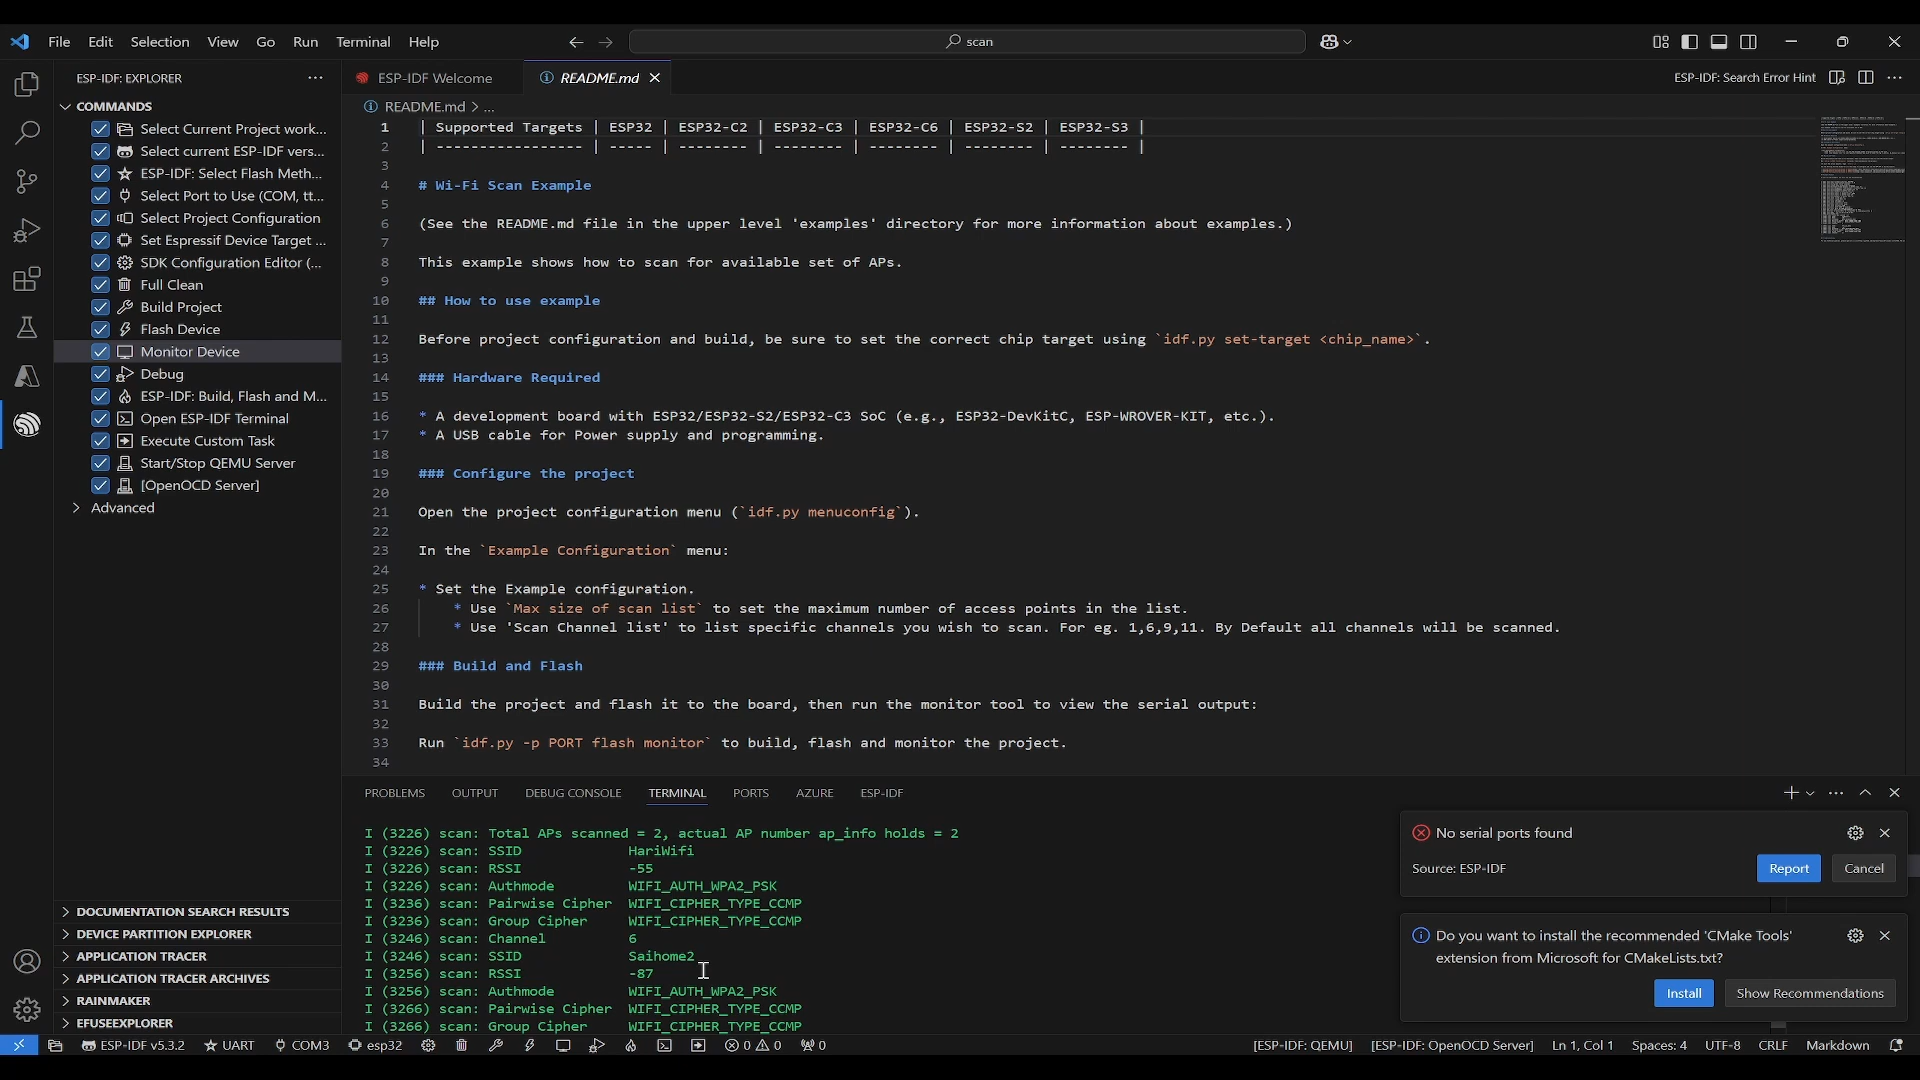 File Edit Selection View Go Run Terminal Help
scan
ESP-IDF: EXPLORER
ESP-IDF Welcome
README.md
ESP-IDF: Search Error Hint
COMMANDS
Select Current Project work...
Select current ESP-IDF vers...
ESP-IDF: Select Flash Meth...
Select Port to Use (COM, tt...
Select Project Configuration
Set Espressif Device Target ...
SDK Configuration Editor (...
Full Clean
Build Project
Flash Device
Monitor Device
Debug
ESP-IDF: Build, Flash and M...
Open ESP-IDF Terminal
Execute Custom Task
Start/Stop QEMU Server
[OpenOCD Server]
Advanced
DOCUMENTATION SEARCH RESULTS
DEVICE PARTITION EXPLORER
APPLICATION TRACER
APPLICATION TRACER ARCHIVES
RAINMAKER
EFUSEEXPLORER
README.md > ...
1 | Supported Targets | ESP32 | ESP32-C2 | ESP32-C3 | ESP32-C6 | ESP32-S2 | ESP32-S3 |
2 | ----------------- | ----- | -------- | -------- | -------- | -------- | -------- |
3
4 # Wi-Fi Scan Example
5
6 (See the README.md file in the upper level 'examples' directory for more information about examples.)
7
8 This example shows how to scan for available set of APs.
9
10 ## How to use example
11
12 Before project configuration and build, be sure to set the correct chip target using `idf.py set-target <chip_name>`.
13
14 ### Hardware Required
15
16 * A development board with ESP32/ESP32-S2/ESP32-C3 SoC (e.g., ESP32-DevKitC, ESP-WROVER-KIT, etc.).
17 * A USB cable for Power supply and programming.
18
19 ### Configure the project
20
21 Open the project configuration menu (`idf.py menuconfig`).
22
23 In the `Example Configuration` menu:
24
25 * Set the Example configuration.
26 * Use `Max size of scan list` to set the maximum number of access points in the list.
27 * Use 'Scan Channel list' to list specific channels you wish to scan. For eg. 1,6,9,11. By Default all channels will be scanned.
28
29 ### Build and Flash
30
31 Build the project and flash it to the board, then run the monitor tool to view the serial output:
32
33 Run `idf.py -p PORT flash monitor` to build, flash and monitor the project.
34
PROBLEMS OUTPUT DEBUG CONSOLE TERMINAL PORTS AZURE ESP-IDF
I (3226) scan: Total APs scanned = 2, actual AP number ap_info holds = 2
I (3226) scan: SSID HariWifi
I (3226) scan: RSSI -55
I (3226) scan: Authmode WIFI_AUTH_WPA2_PSK
I (3236) scan: Pairwise Cipher WIFI_CIPHER_TYPE_CCMP
I (3236) scan: Group Cipher WIFI_CIPHER_TYPE_CCMP
I (3246) scan: Channel 6
I (3246) scan: SSID Saihome2
I (3256) scan: RSSI -87
I (3256) scan: Authmode WIFI_AUTH_WPA2_PSK
I (3266) scan: Pairwise Cipher WIFI_CIPHER_TYPE_CCMP
I (3266) scan: Group Cipher WIFI_CIPHER_TYPE_CCMP
No serial ports found
Source: ESP-IDF
Report Cancel
Do you want to install the recommended 'CMake Tools'
extension from Microsoft for CMakeLists.txt?
Install Show Recommendations
ESP-IDF v5.3.2 UART COM3 esp32 0 0 0 [ESP-IDF: QEMU] [ESP-IDF: OpenOCD Server] Ln 1, Col 1 Spaces: 4 UTF-8 CRLF Markdown